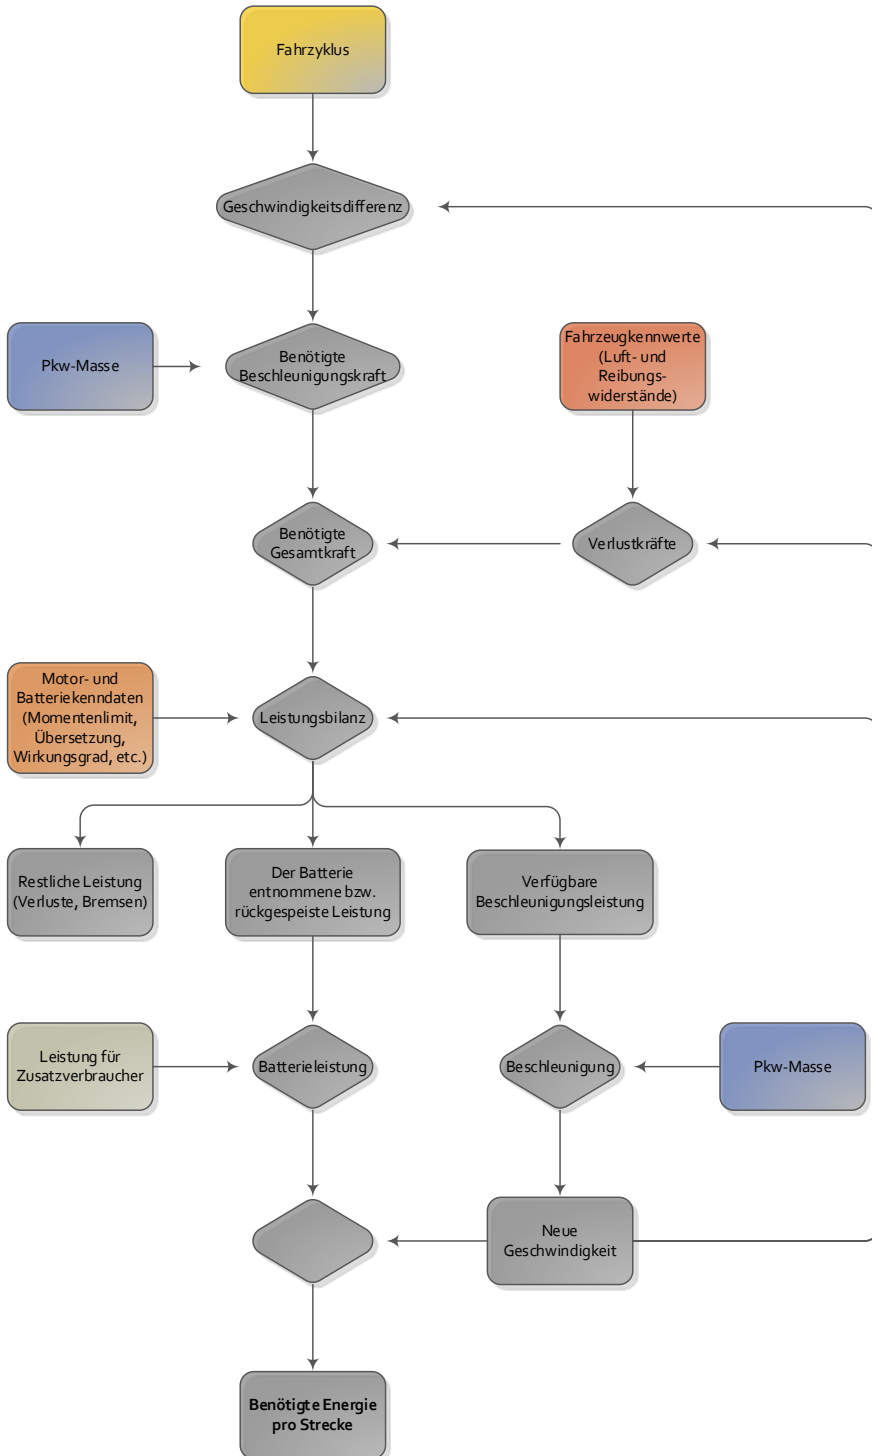 Fahrzyklus
Geschwindigkeitsdifferenz
Pkw-Masse
Benötigte
Beschleunigungskraft
Fahrzeugkennwerte
(Luft- und
Reibungs-
widerstände)
Benötigte
Gesamtkraft
Verlustkräfte
Motor- und
Batteriekenndaten
(Momentenlimit,
Übersetzung,
Wirkungsgrad, etc.)
Leistungsbilanz
Restliche Leistung
(Verluste, Bremsen)
Der Batterie
entnommene bzw.
rückgespeiste Leistung
Verfügbare
Beschleunigungsleistung
Leistung für
Zusatzverbraucher
Batterieleistung
Beschleunigung
Pkw-Masse
Neue
Geschwindigkeit
Benötigte Energie
pro Strecke